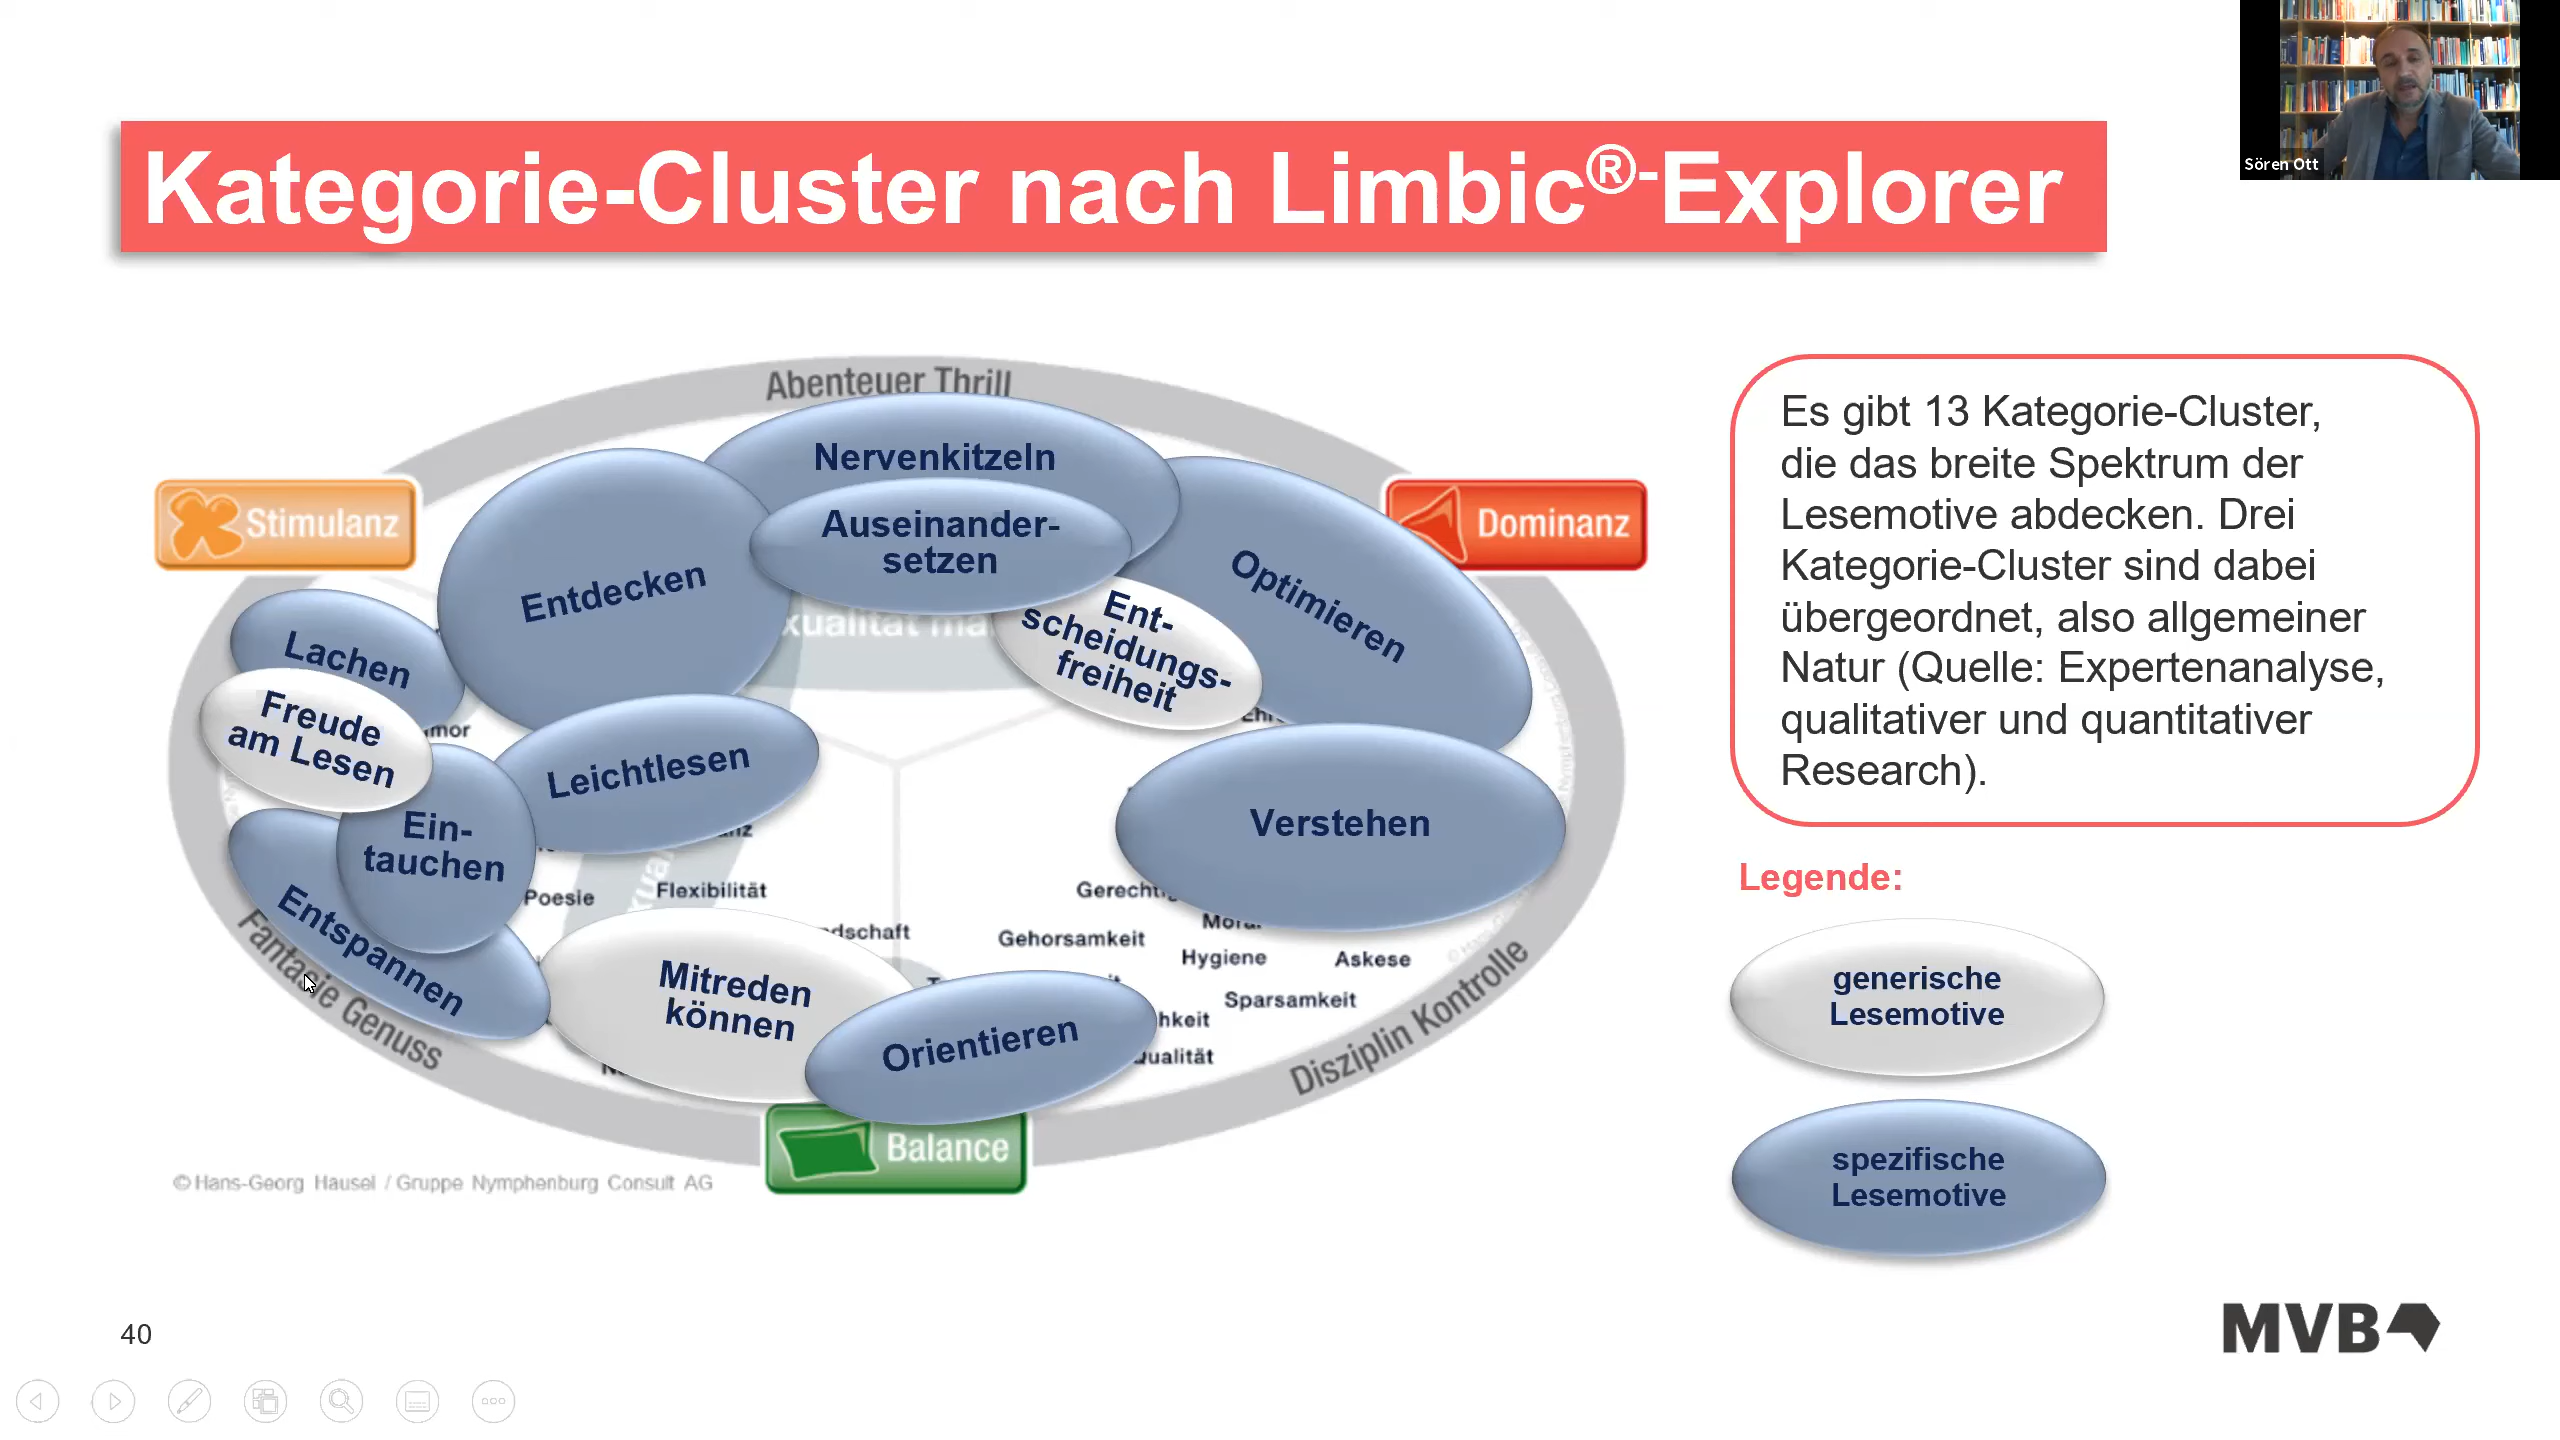 Sören Ott
Kategorie-Cluster nach Limbic®-Explorer
Abenteuer Thrill
Stimulanz
Dominanz
Nervenkitzeln
Auseinander-
setzen
Entdecken
Optimieren
Ent-
scheidungs-
freiheit
Lachen
Freude
am Lesen
Leichtlesen
Ein-
tauchen
Verstehen
Poesie
Flexibilität
Entspannen
Gehorsamkeit
Hygiene
Askese
Sparsamkeit
Mitreden
können
Orientieren
Fantasie Genuss
Disziplin Kontrolle
Balance
© Hans-Georg Häusel / Gruppe Nymphenburg Consult AG
Es gibt 13 Kategorie-Cluster,
die das breite Spektrum der
Lesemotive abdecken. Drei
Kategorie-Cluster sind dabei
übergeordnet, also allgemeiner
Natur (Quelle: Expertenanalyse,
qualitativer und quantitativer
Research).
Legende:
generische
Lesemotive
spezifische
Lesemotive
40
MVB